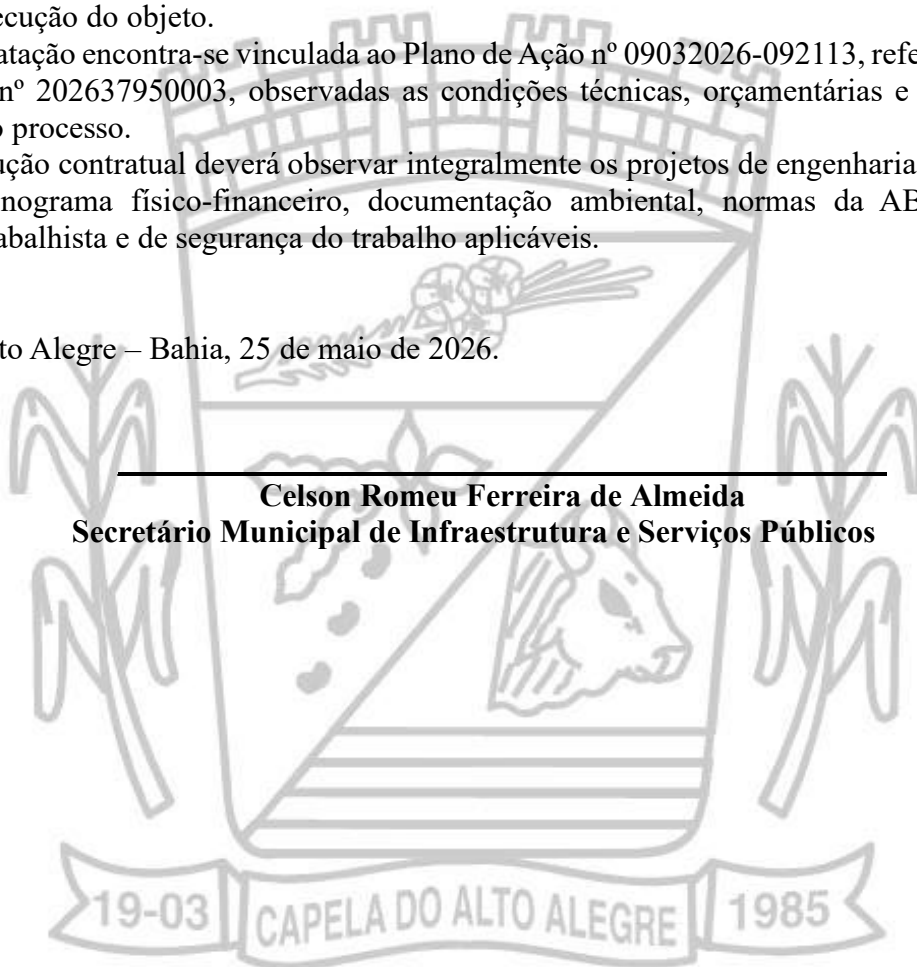 ecução do objeto.
atação encontra-se vinculada ao Plano de Ação nº 09032026-092113, refe
nº 202637950003, observadas as condições técnicas, orçamentárias e
o processo.
ução contratual deverá observar integralmente os projetos de engenharia
nograma físico-financeiro, documentação ambiental, normas da AB
abalhista e de segurança do trabalho aplicáveis.
to Alegre – Bahia, 25 de maio de 2026.
Celson Romeu Ferreira de Almeida
Secretário Municipal de Infraestrutura e Serviços Públicos
19-03 CAPELA DO ALTO ALEGRE 1985